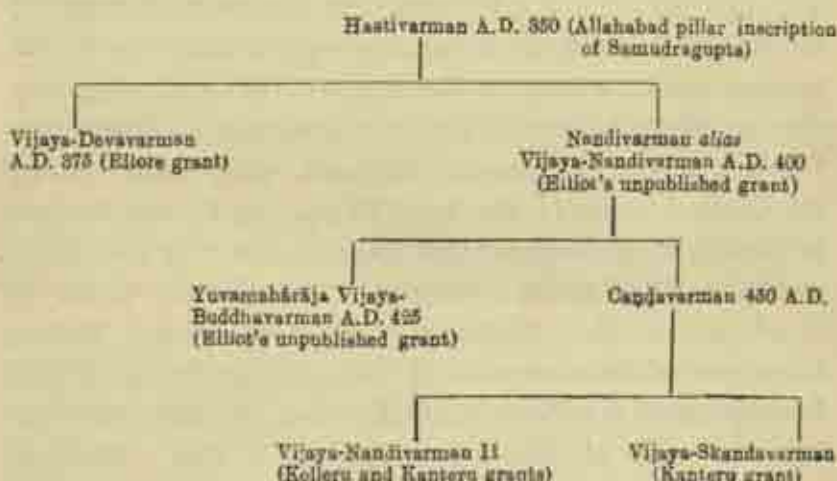 Hastivarman A.D. 350 (Allahabad pillar inscription
of Samudragupta)
Vijaya-Devavarman
A.D. 375 (Ellore grant)
Nandivarman alias
Vijaya-Nandivarman A.D. 400
(Elliot's unpublished grant)
Yuvamahârâja Vijaya-
Buddhavarman A.D. 425
(Elliot's unpublished grant)
Caṇḍavarman 450 A.D.
Vijaya-Nandivarman II
(Kolleru and Kanteru grants)
Vijaya-Skandavarman
(Kanteru grant)